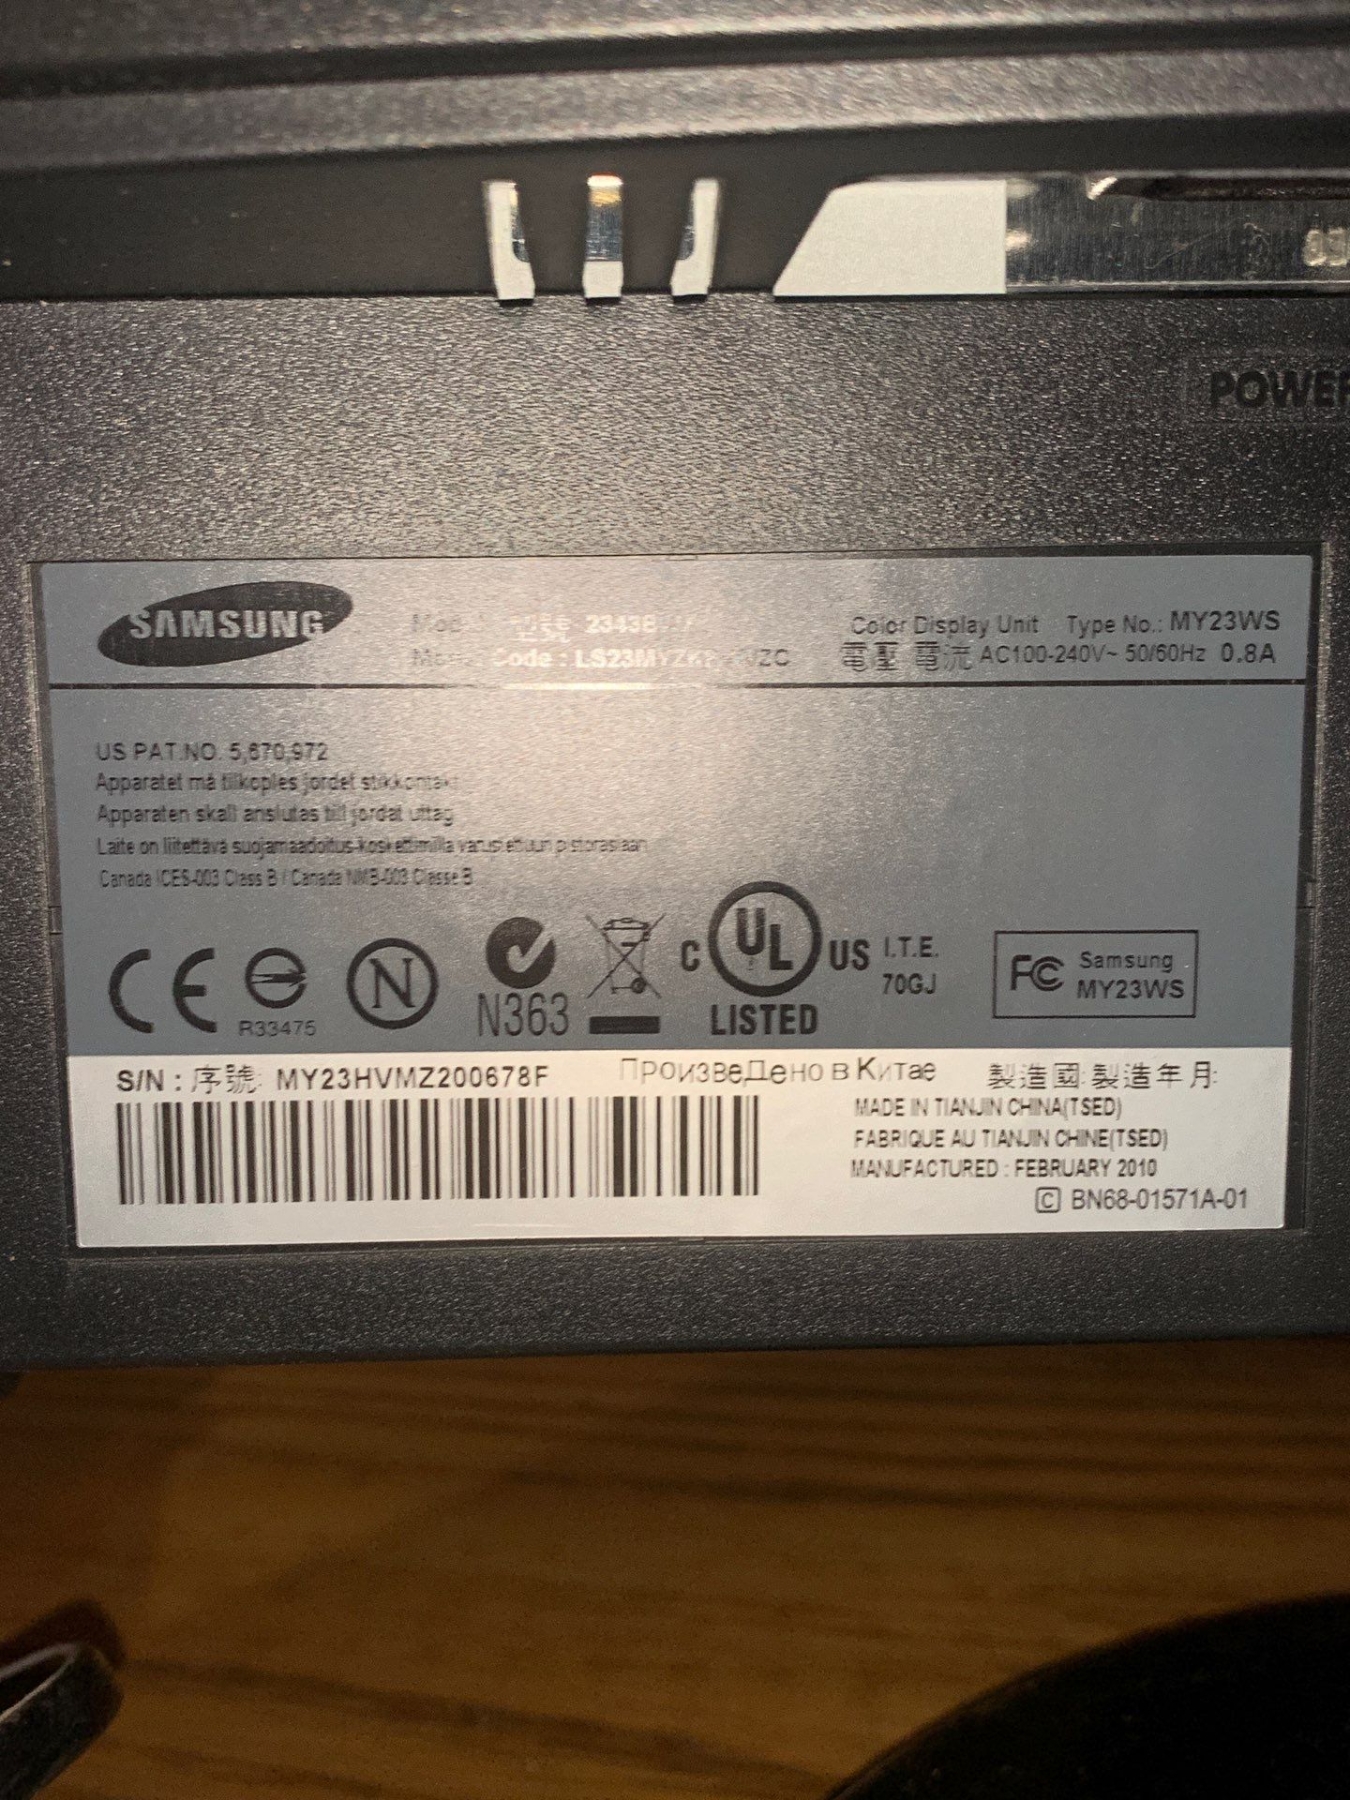 POWER
SAMSUNG
Color Display Unit Type No.: MY23WS
Code :
電壓 電流 AC100-240V~ 50/60Hz 0.8A
US PAT.NO. 5,670,972
Apparatet må tilkoples jordet stikkontakt
Apparaten skall anslutas till jordat uttag
Laite on liitettävä suojamaadoitus-koskettimilla varustettuun pistorasiaan
Canada ICES-003 Class B / Canada NMB-003 Classe B
CE
R33475
N
N363
C UL US
LISTED
I.T.E.
70GJ
FC Samsung
MY23WS
S/N : 序號: MY23HVMZ200678F
Произведено в Китае
製造國: 製造年月:
MADE IN TIANJIN CHINA(TSED)
FABRIQUE AU TIANJIN CHINE(TSED)
MANUFACTURED : FEBRUARY 2010
C BN68-01571A-01